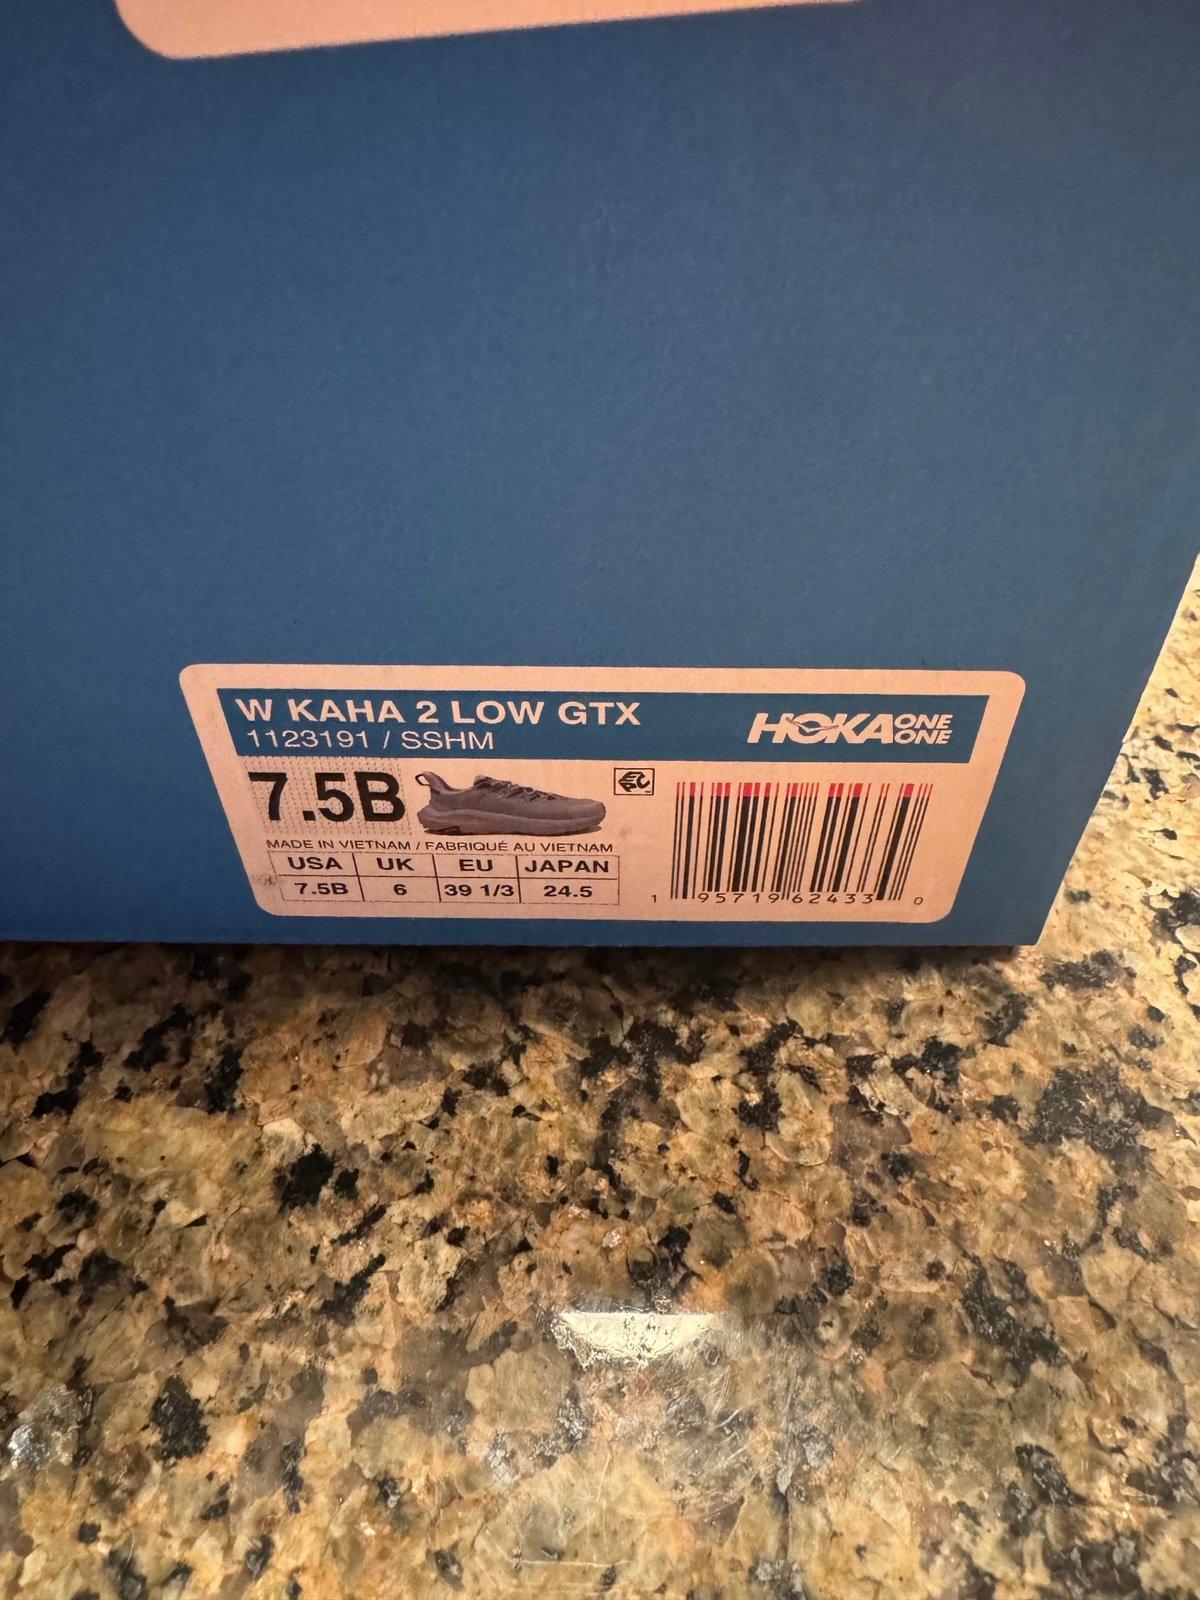 W KAHA 2 LOW GTX
1123191 / SSHM
HOKA ONE ONE
7.5B
MADE IN VIETNAM / FABRIQUÉ AU VIETNAM
USA UK EU JAPAN
7.5B 6 39 1/3 24.5
1 95719 62433 0